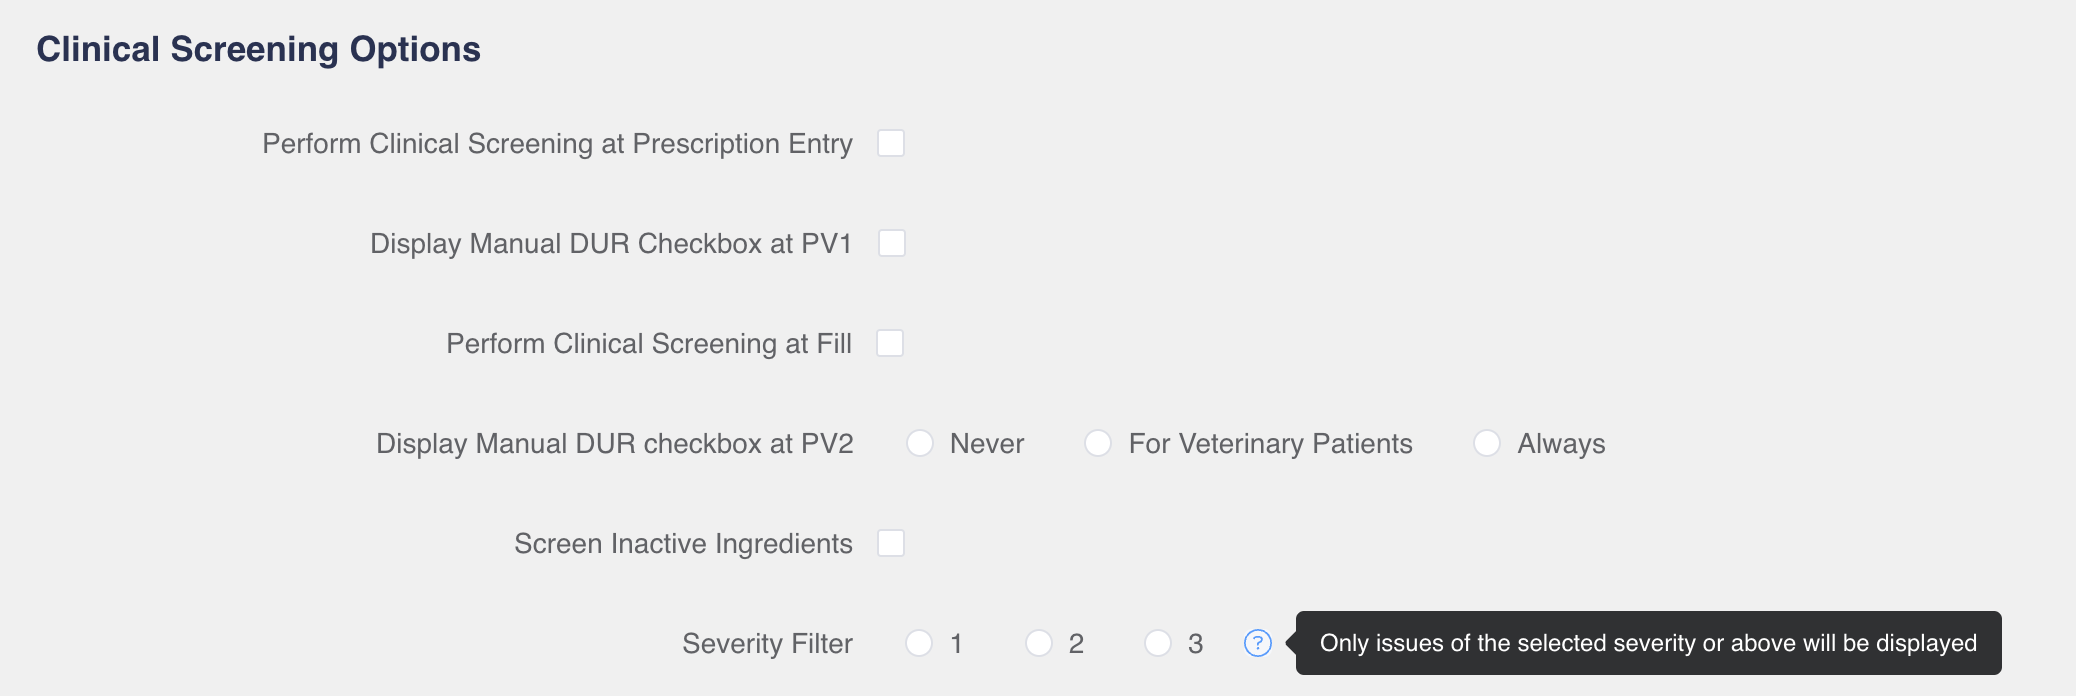 Clinical Screening Options
Perform Clinical Screening at Prescription Entry
Display Manual DUR Checkbox at PV1
Perform Clinical Screening at Fill
Display Manual DUR checkbox at PV2 Never For Veterinary Patients Always
Screen Inactive Ingredients
Severity Filter 1 2 3 ? Only issues of the selected severity or above will be displayed